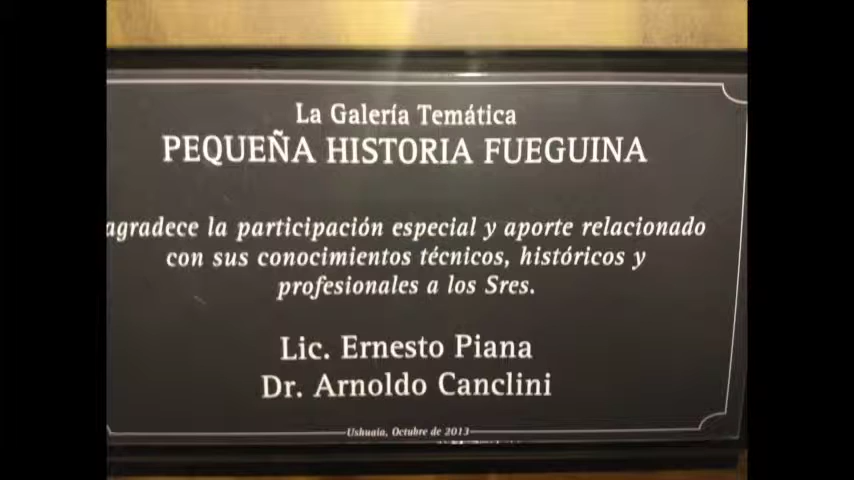 La Galería Temática
PEQUEÑA HISTORIA FUEGUINA
agradece la participación especial y aporte relacionado
con sus conocimientos técnicos, históricos y
profesionales a los Sres.
Lic. Ernesto Piana
Dr. Arnoldo Canclini
Ushuaia, Octubre de 2013